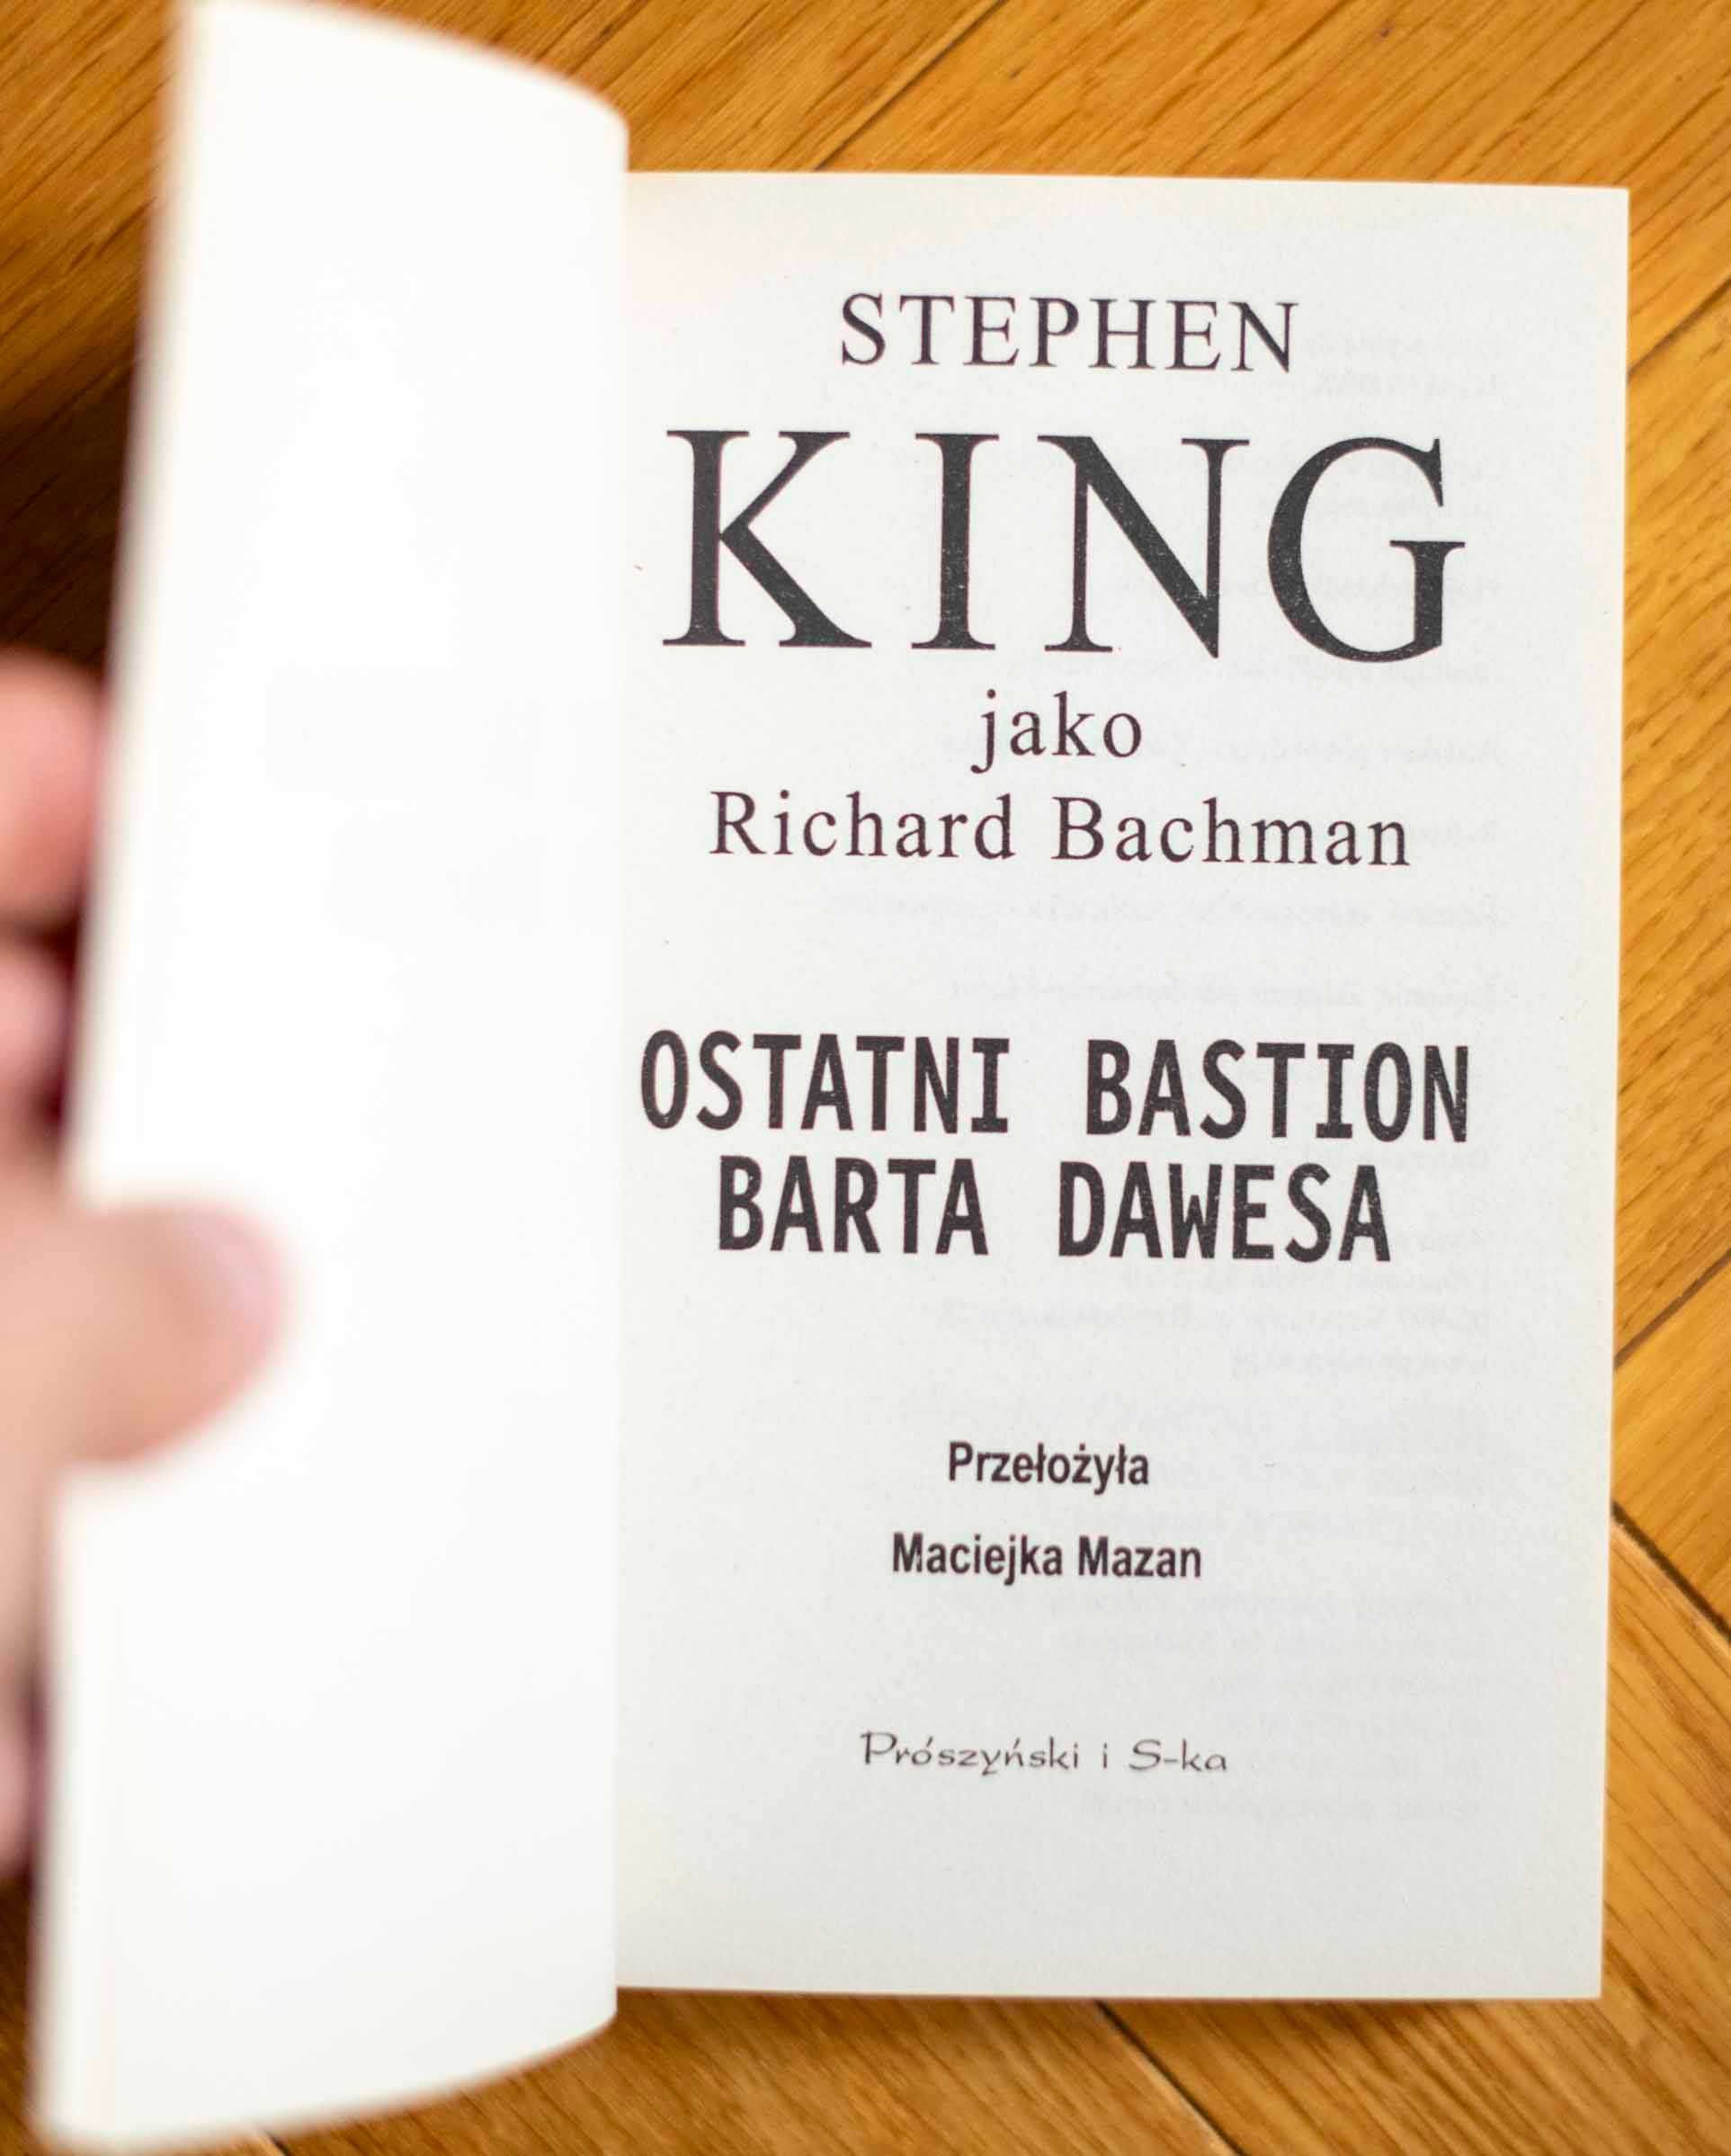 STEPHEN
KING
jako
Richard Bachman
OSTATNI BASTION
BARTA DAWESA
Przełożyła
Maciejka Mazan
Prószyński i S-ka